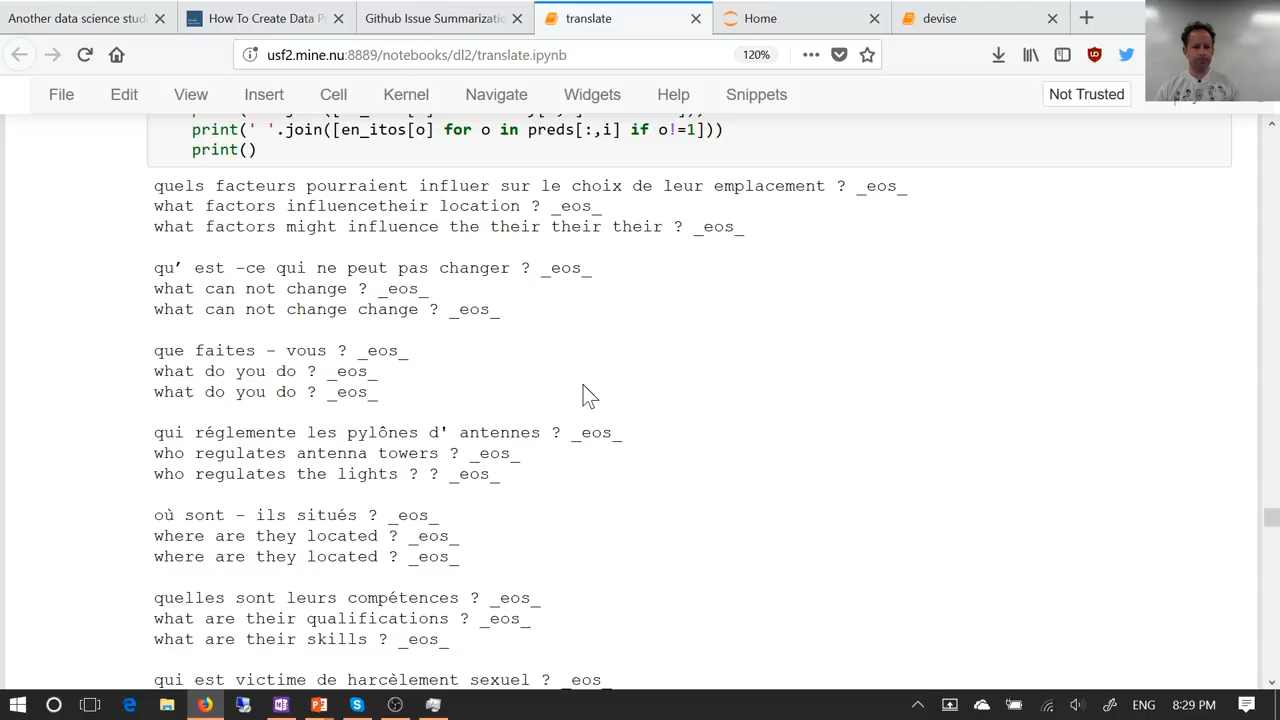 Another data science stud
How To Create Data P
Github Issue Summarizatio
translate
Home
devise
usf2.mine.nu:8889/notebooks/dl2/translate.ipynb
120%
File Edit View Insert Cell Kernel Navigate Widgets Help Snippets
Not Trusted
print(' '.join([en_itos[o] for o in preds[:,i] if o!=1]))
print()
quels facteurs pourraient influer sur le choix de leur emplacement ? _eos_
what factors influencetheir location ? _eos_
what factors might influence the their their their ? _eos_
qu’ est -ce qui ne peut pas changer ? _eos_
what can not change ? _eos_
what can not change change ? _eos_
que faites - vous ? _eos_
what do you do ? _eos_
what do you do ? _eos_
qui réglemente les pylônes d' antennes ? _eos_
who regulates antenna towers ? _eos_
who regulates the lights ? ? _eos_
où sont - ils situés ? _eos_
where are they located ? _eos_
where are they located ? _eos_
quelles sont leurs compétences ? _eos_
what are their qualifications ? _eos_
what are their skills ? _eos_
qui est victime de harcèlement sexuel ? _eos_
ENG
8:29 PM